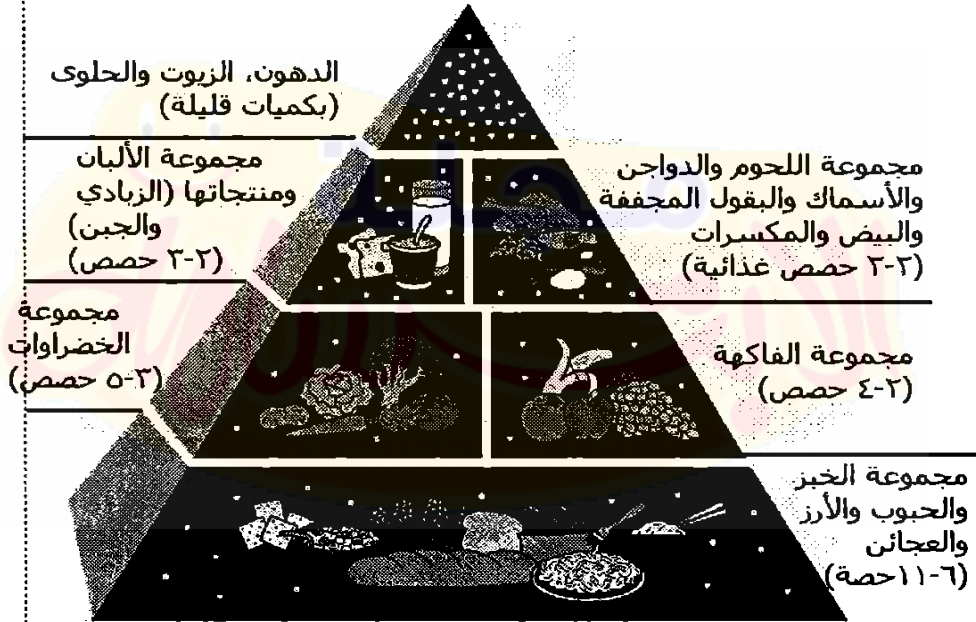 الدهون، الزيوت والحلوى
(بكميات قليلة)
مجموعة الألبان
ومنتجاتها (الزبادي
والجبن)
(٢-٣ حصص)
مجموعة اللحوم والدواجن
والأسماك والبقول المجففة
والبيض والمكسرات
(٢-٣ حصص غذائية)
مجموعة
الخضراوات
(٣-٥ حصص)
مجموعة الفاكهة
(٢-٤ حصص)
مجموعة الخبز
والحبوب والأرز
والعجائن
(٦-١١حصة)